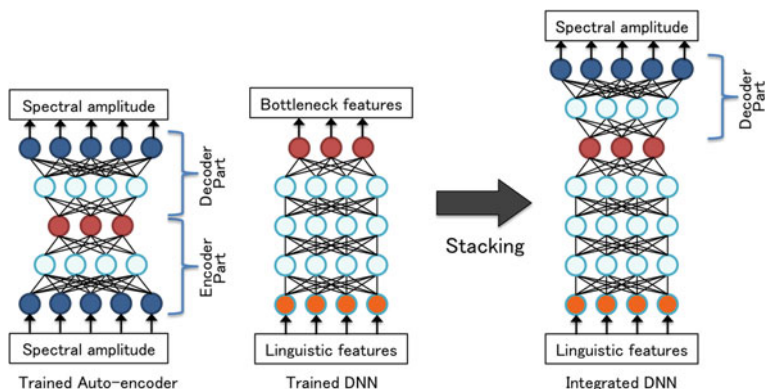 Spectral amplitude
Decoder
Part
Encoder
Part
Spectral amplitude
Trained Auto-encoder
Bottleneck features
Linguistic features
Trained DNN
Stacking
Spectral amplitude
Decoder
Part
Linguistic features
Integrated DNN